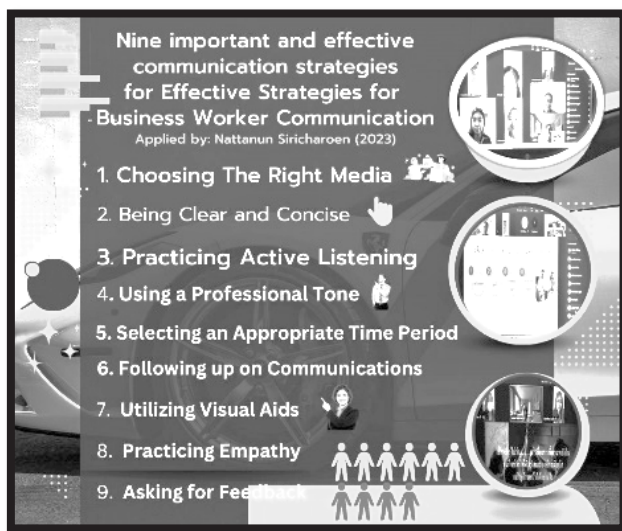 Nine important and effective
communication strategies
for Effective Strategies for
Business Worker Communication
Applied by: Nattanun Siricharoen (2023)
1. Choosing The Right Media
2. Being Clear and Concise
3. Practicing Active Listening
4. Using a Professional Tone
5. Selecting an Appropriate Time Period
6. Following up on Communications
7. Utilizing Visual Aids
8. Practicing Empathy
9. Asking for Feedback